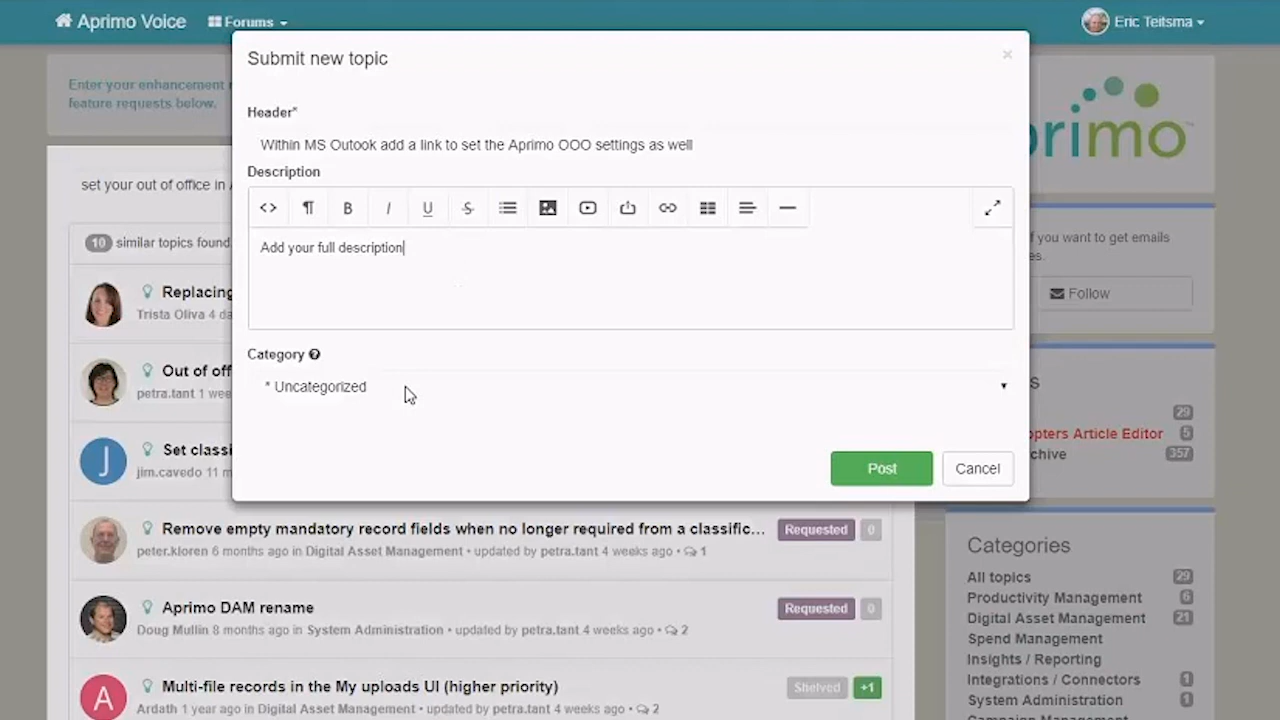 Aprimo Voice
Forums
Eric Teitsma
Enter your enhancement
feature requests below.
Submit new topic
×
Header*
Within MS Outook add a link to set the Aprimo OOO settings as well
Description
Add your full description
Category
* Uncategorized
Post
Cancel
primo
set your out of office in
10 similar topics found
Replacing
Trista Oliva 4
Out of
petra.tant 1
Set
jim.cavedo 11
Remove empty mandatory record fields when no longer required from a classific...
Requested 0
peter.kloren 6 months ago in Digital Asset Management • updated by petra.tant 4 weeks ago • 1
Aprimo DAM rename
Requested 0
Doug Mullin 8 months ago in System Administration • updated by petra.tant 4 weeks ago • 2
A
Multi-file records in the My uploads UI (higher priority)
Shelved +1
Ardath 1 year ago in Digital Asset Management • updated by petra.tant 4 weeks ago • 2
J
if you want to get emails
Follow
29
Article Editor 5
357
Categories
All topics 29
Productivity Management 6
Digital Asset Management 21
Spend Management
Insights / Reporting
Integrations / Connectors 1
System Administration 1